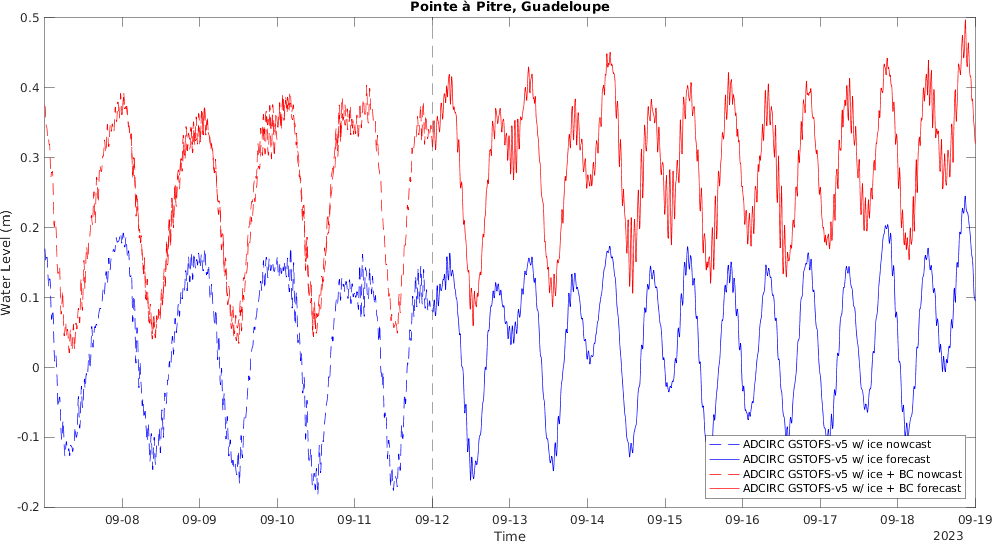 Pointe à Pitre, Guadeloupe
0.5
0.4
0.3
0.2
0.1
0
-0.1
-0.2
Water Level (m)
ADCIRC GSTOFS-v5 w/ ice nowcast
ADCIRC GSTOFS-v5 w/ ice forecast
ADCIRC GSTOFS-v5 w/ ice + BC nowcast
ADCIRC GSTOFS-v5 w/ ice + BC forecast
09-08 09-09 09-10 09-11 09-12 09-13 09-14 09-15 09-16 09-17 09-18 09-19
Time
2023